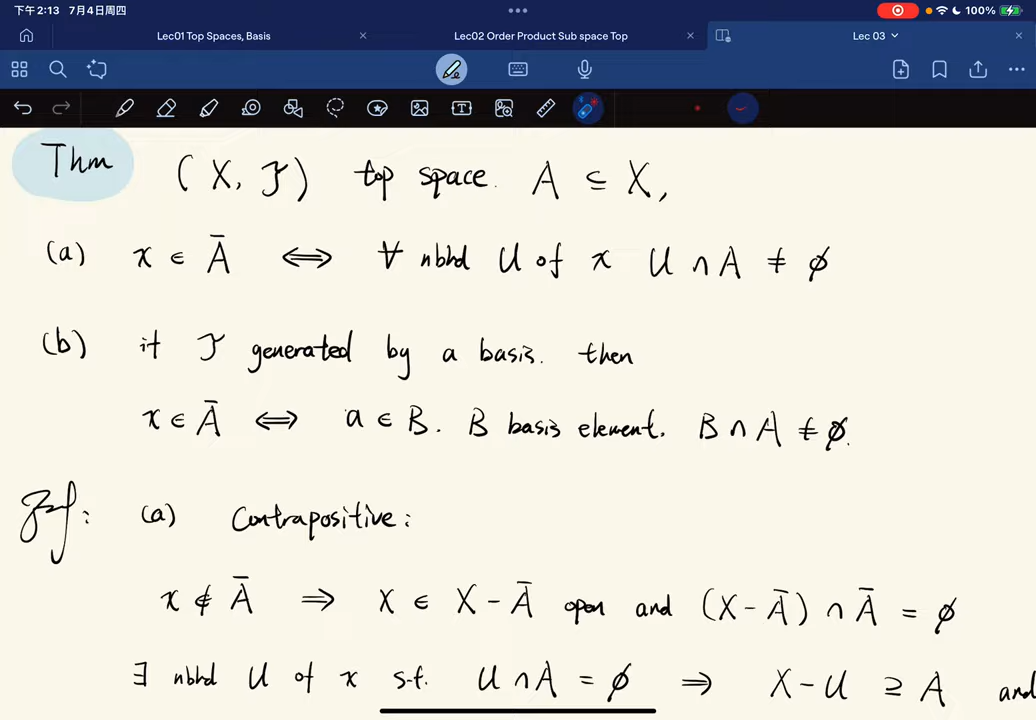 下午2:13 7月4日周四
100%
Lec01 Top Spaces, Basis
Lec02 Order Product Sub space Top
Lec 03
Thm (X, 𝒯) top space. A ⊆ X,
(a) x ∈ Ā ⟺ ∀ nbhd U of x U ∩ A ≠ ∅
(b) if 𝒯 generated by a basis. then
x ∈ Ā ⟺ a ∈ B. B basis element. B ∩ A ≠ ∅.
Pf: (a) Contrapositive:
x ∉ Ā ⇒ X ∈ X - Ā open and (X - Ā) ∩ Ā = ∅
∃ nbhd U of x s.t. U ∩ A = ∅ ⇒ X - U ⊇ A and